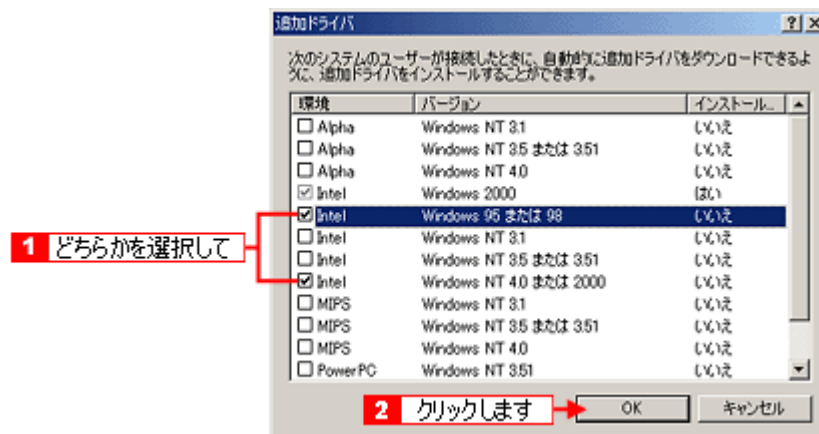 追加ドライバ
次のシステムのユーザーが接続したときに、自動的に追加ドライバをダウンロードできるよ
うに、追加ドライバをインストールすることができます。
環境 バージョン インストール...
Alpha Windows NT 3.1 いいえ
Alpha Windows NT 3.5 または 3.51 いいえ
Alpha Windows NT 4.0 いいえ
Intel Windows 2000 はい
Intel Windows 95 または 98 いいえ
Intel Windows NT 3.1 いいえ
Intel Windows NT 3.5 または 3.51 いいえ
Intel Windows NT 4.0 または 2000 いいえ
MIPS Windows NT 3.1 いいえ
MIPS Windows NT 3.5 または 3.51 いいえ
MIPS Windows NT 4.0 いいえ
PowerPC Windows NT 3.51 いいえ
1 どちらかを選択して
2 クリックします
OK キャンセル